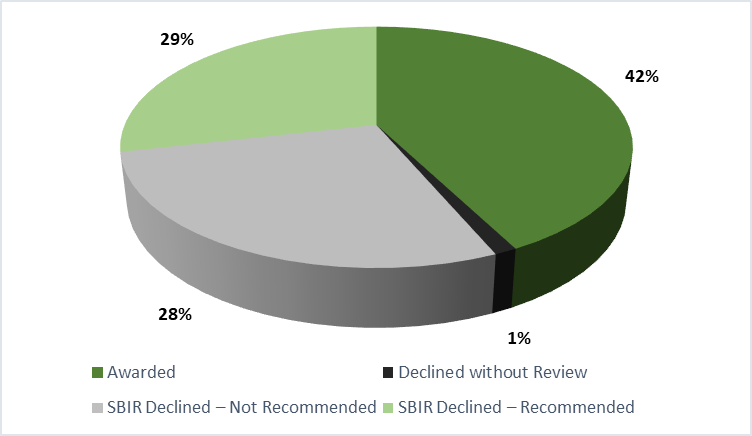 29%
42%
28%
1%
Awarded
Declined without Review
SBIR Declined – Not Recommended
SBIR Declined – Recommended